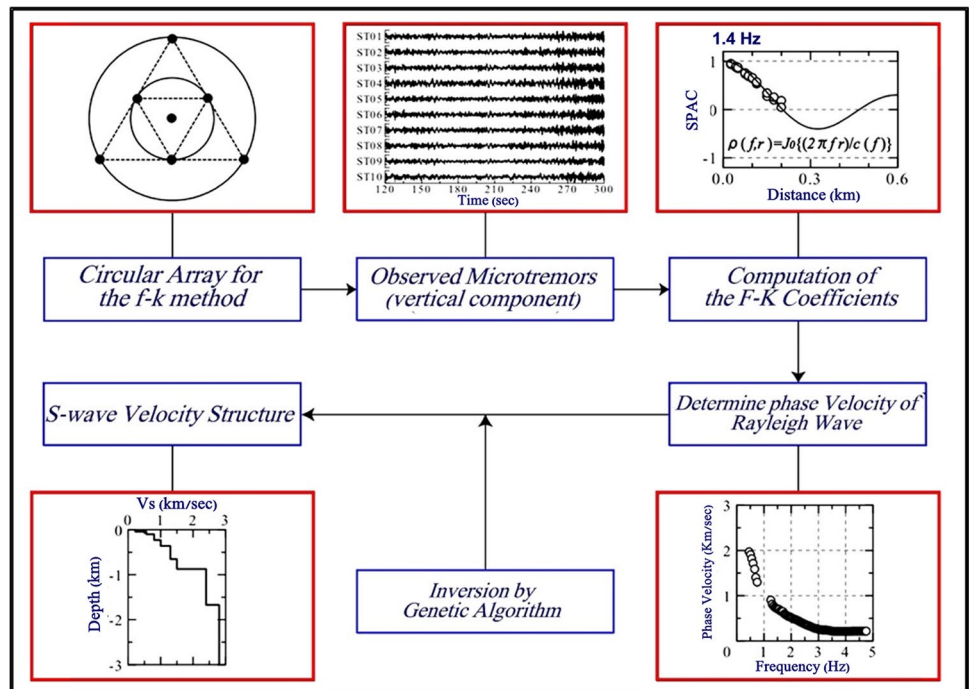 1.4 Hz
ST01
ST02
ST03
ST04
ST05
ST06
ST07
ST08
ST09
ST10
120 150 180 210 240 270 300
Time (sec)
1
0
-1
SPAC
ρ(f,r)=J0{(2πfr)/c(f)}
0.0 0.3 0.6
Distance (km)
Circular Array for
the f-k method
Observed Microtremors
(vertical component)
Computation of
the F-K Coefficients
S-wave Velocity Structure
Determine phase Velocity of
Rayleigh Wave
Vs (km/sec)
0 1 2 3
0
-1
-2
-3
Depth (km)
Inversion by
Genetic Algorithm
3
2
1
0
Phase Velocity (Km/sec)
1 2 3 4 5
Frequency (Hz)